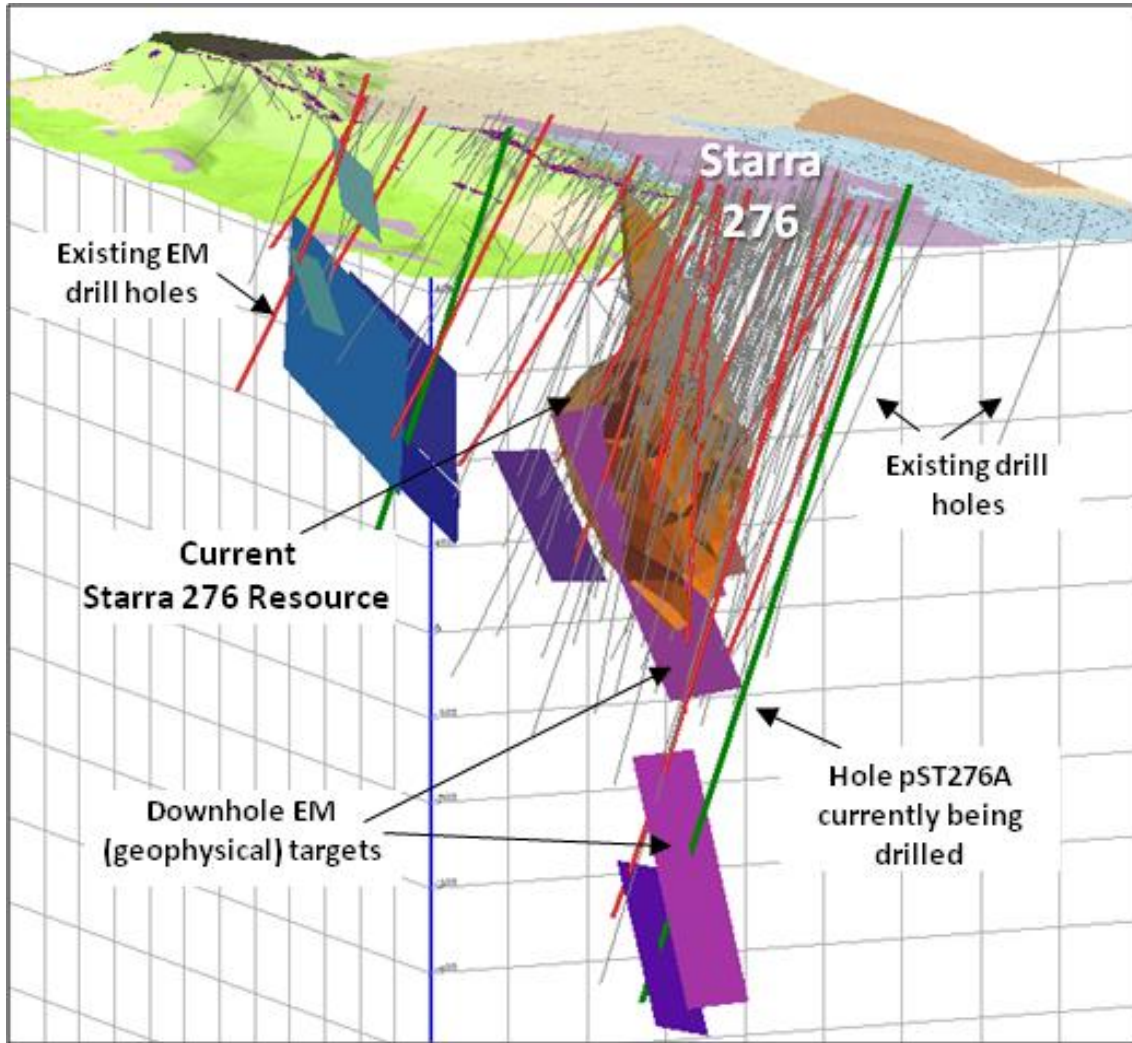 Starra
276
Existing EM
drill holes
Existing drill
holes
Current
Starra 276 Resource
Downhole EM
(geophysical) targets
Hole pST276A
currently being
drilled